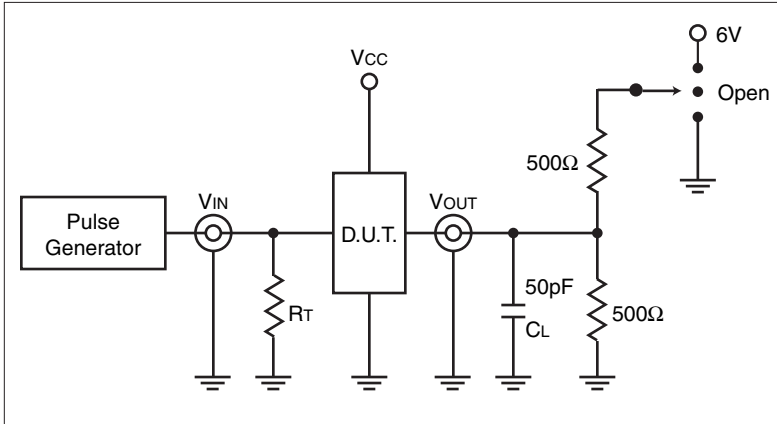 6V
Open
VCC
500Ω
VIN
VOUT
Pulse
Generator
D.U.T.
RT
50pF
CL
500Ω